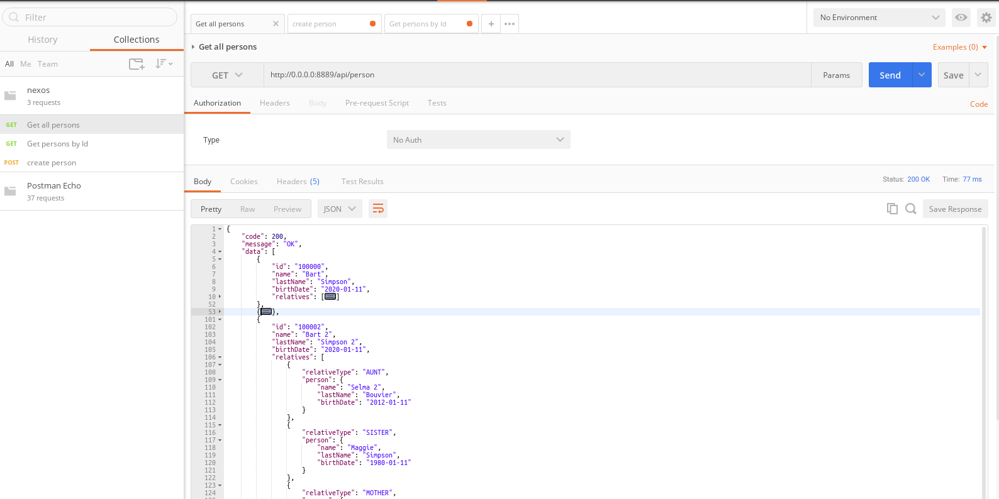 Filter
History Collections
All Me Team
nexos
3 requests
GET Get all persons
GET Get persons by Id
POST create person
Postman Echo
37 requests
Get all persons
create person
Get persons by Id
No Environment
Get all persons
Examples (0)
GET http://0.0.0.0:8889/api/person Params Send Save
Authorization Headers Body Pre-request Script Tests Code
Type No Auth
Body Cookies Headers (5) Test Results Status: 200 OK Time: 77 ms
Pretty Raw Preview JSON Save Response
1 {
2 "code": 200,
3 "message": "OK",
4 "data": [
5 {
6 "id": "100000",
7 "name": "Bart",
8 "lastName": "Simpson",
9 "birthDate": "2020-01-11",
10 "relatives": []
52 },
53 {},
101 {
102 "id": "100002",
103 "name": "Bart 2",
104 "lastName": "Simpson 2",
105 "birthDate": "2020-01-11",
106 "relatives": [
107 {
108 "relativeType": "AUNT",
109 "person": {
110 "name": "Selma 2",
111 "lastName": "Bouvier",
112 "birthDate": "2012-01-11"
113 }
114 },
115 {
116 "relativeType": "SISTER",
117 "person": {
118 "name": "Maggie",
119 "lastName": "Simpson",
120 "birthDate": "1980-01-11"
121 }
122 },
123 {
124 "relativeType": "MOTHER",